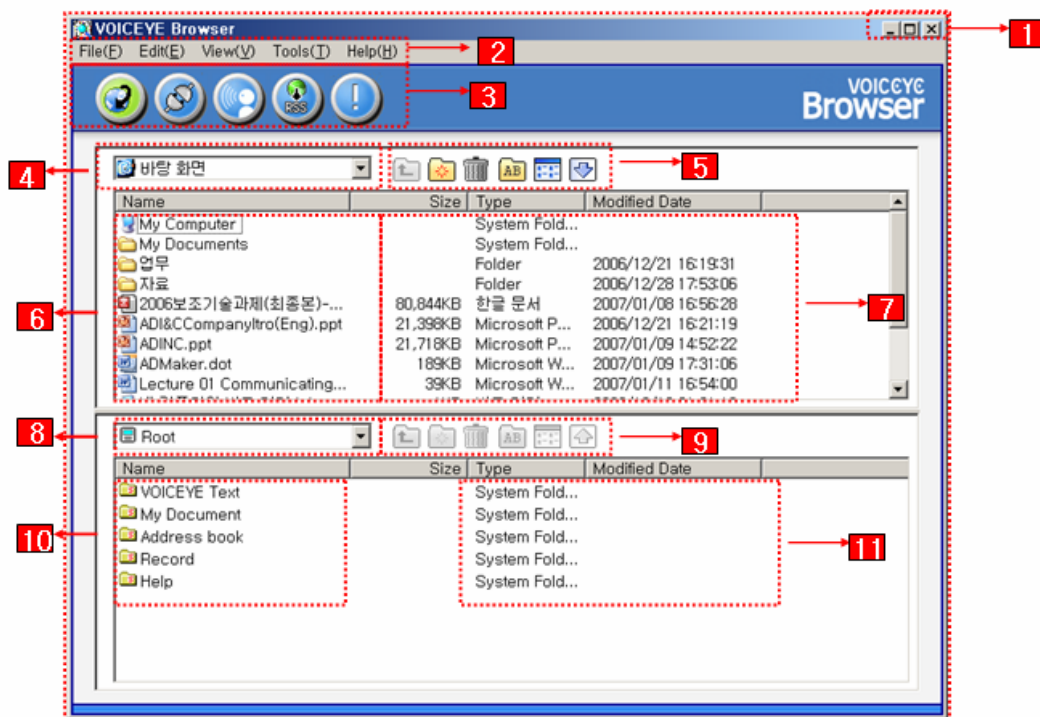 VOICEYE Browser
1
File(F) Edit(E) View(V) Tools(T) Help(H)
2
RSS
3
VOICEYE
Browser
4
바탕 화면
AB
5
Name Size Type Modified Date
My Computer System Fold...
My Documents System Fold...
업무 Folder 2006/12/21 16:19:31
자료 Folder 2006/12/28 17:53:06
2006보조기술과제(최종본)-... 80,844KB 한글 문서 2007/01/08 16:56:28
6
7
ADI&CCompanyItro(Eng).ppt 21,398KB Microsoft P... 2006/12/21 16:21:19
ADINC.ppt 21,718KB Microsoft P... 2007/01/09 14:52:22
ADMaker.dot 189KB Microsoft W... 2007/01/09 17:31:06
Lecture 01 Communicating... 39KB Microsoft W... 2007/01/11 16:54:00
8
Root
AB
9
Name Size Type Modified Date
VOICEYE Text System Fold...
My Document System Fold...
10
Address book System Fold...
11
Record System Fold...
Help System Fold...